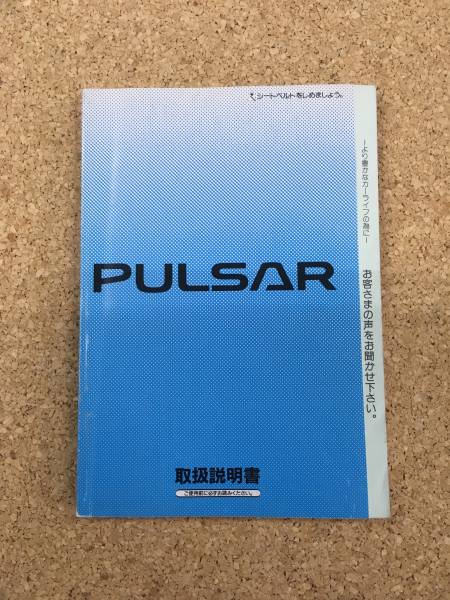 シートベルトをしめましょう。
PULSAR
取扱説明書
ご使用前に必ずお読みください。
ーより豊かなカーライフの為にー
お客さまの声をお聞かせ下さい。